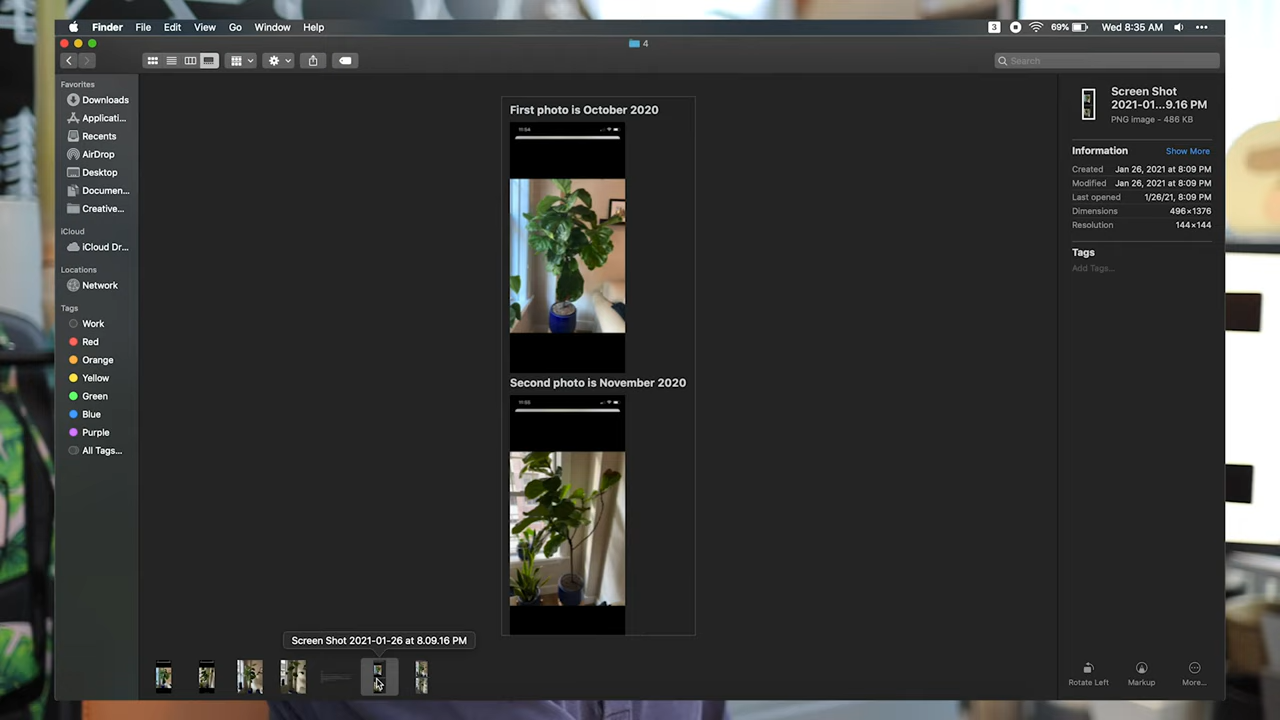 Finder File Edit View Go Window Help
3 69% Wed 8:35 AM
4
Search
Favorites
Downloads
Applicati...
Recents
AirDrop
Desktop
Documen...
Creative...
iCloud
iCloud Dr...
Locations
Network
Tags
Work
Red
Orange
Yellow
Green
Blue
Purple
All Tags...
First photo is October 2020
11:54
Second photo is November 2020
Screen Shot 2021-01-26 at 8.09.16 PM
Screen Shot
2021-01...9.16 PM
PNG image - 486 KB
Information Show More
Created Jan 26, 2021 at 8:09 PM
Modified Jan 26, 2021 at 8:09 PM
Last opened 1/26/21, 8:09 PM
Dimensions 496×1376
Resolution 144×144
Tags
Add Tags...
Rotate Left Markup More...